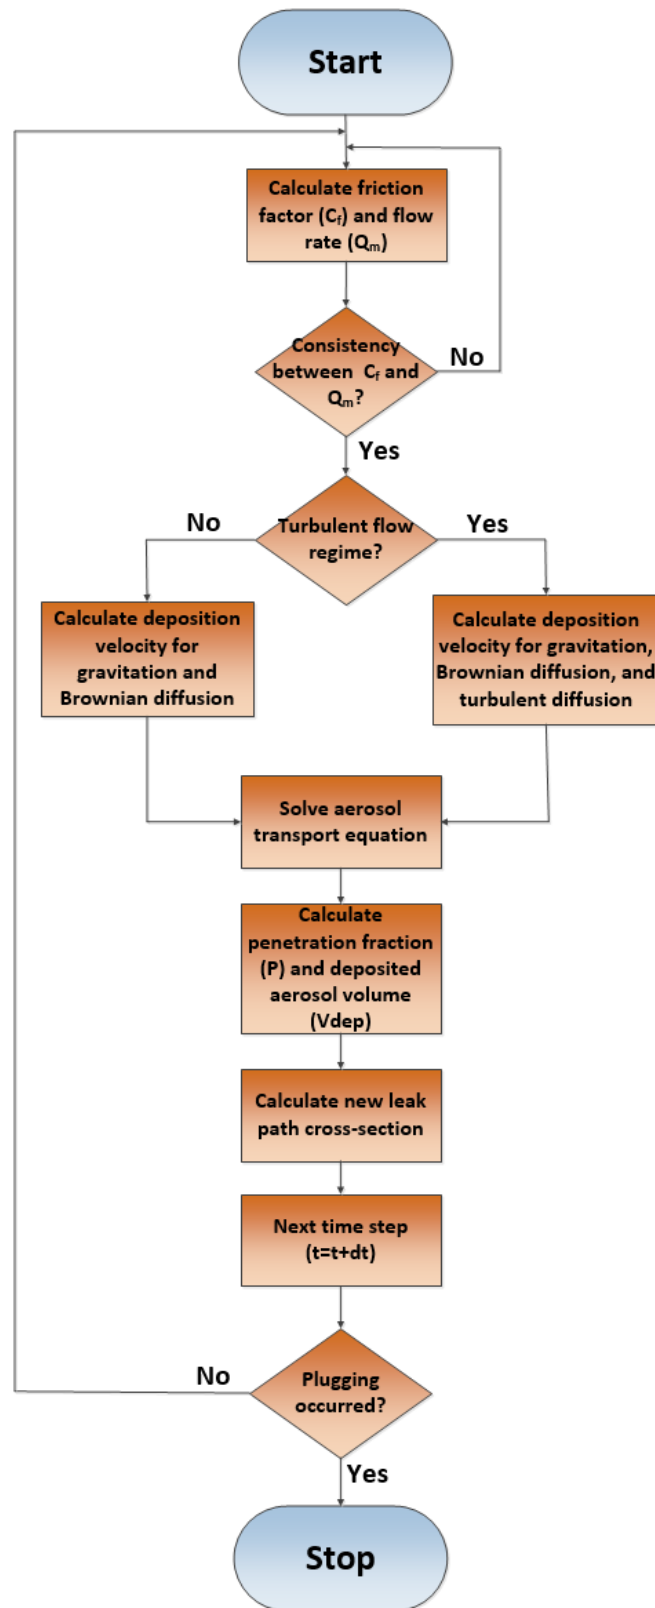 Start
Calculate friction
factor (Cf) and flow
rate (Qm)
Consistency
between Cf and
Qm?
No
Yes
Turbulent flow
regime?
No
Yes
Calculate deposition
velocity for
gravitation and
Brownian diffusion
Calculate deposition
velocity for gravitation,
Brownian diffusion, and
turbulent diffusion
Solve aerosol
transport equation
Calculate
penetration fraction
(P) and deposited
aerosol volume
(Vdep)
Calculate new leak
path cross-section
Next time step
(t=t+dt)
No
Plugging
occurred?
Yes
Stop